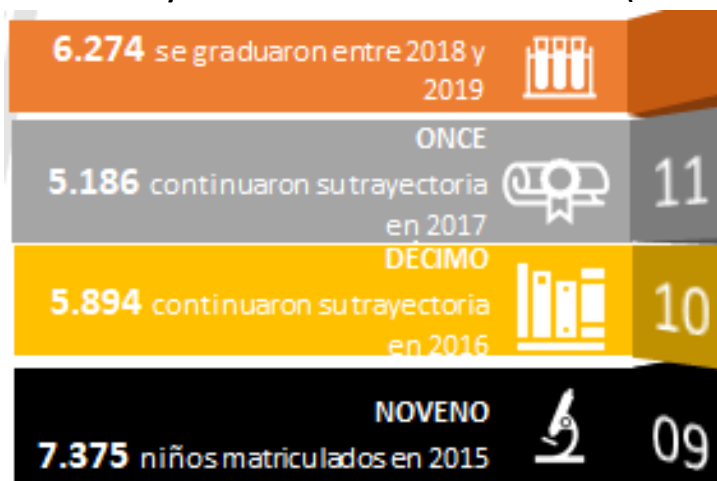 6.274 se graduaron entre 2018 y
2019
ONCE
5.186 continuaron su trayectoria
en 2017
11
DÉCIMO
5.894 continuaron su trayectoria
en 2016
10
NOVENO
7.375 niños matriculados en 2015
09